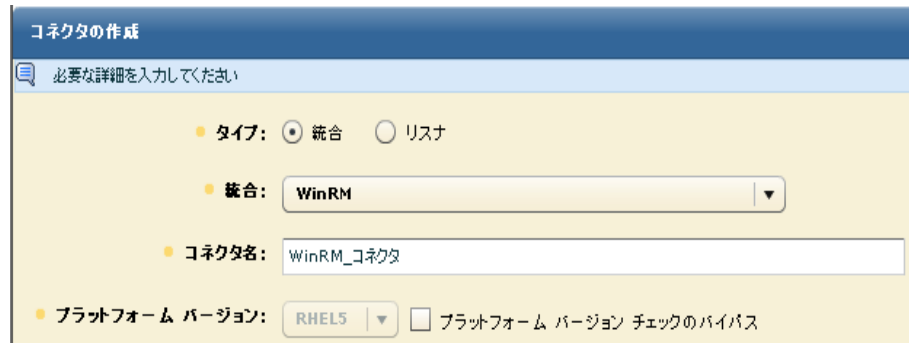 コネクタの作成
必要な詳細を入力してください
タイプ: 統合 リスナ
統合: WinRM
コネクタ名: WinRM_コネクタ
プラットフォーム バージョン: RHEL5 プラットフォーム バージョン チェックのバイパス